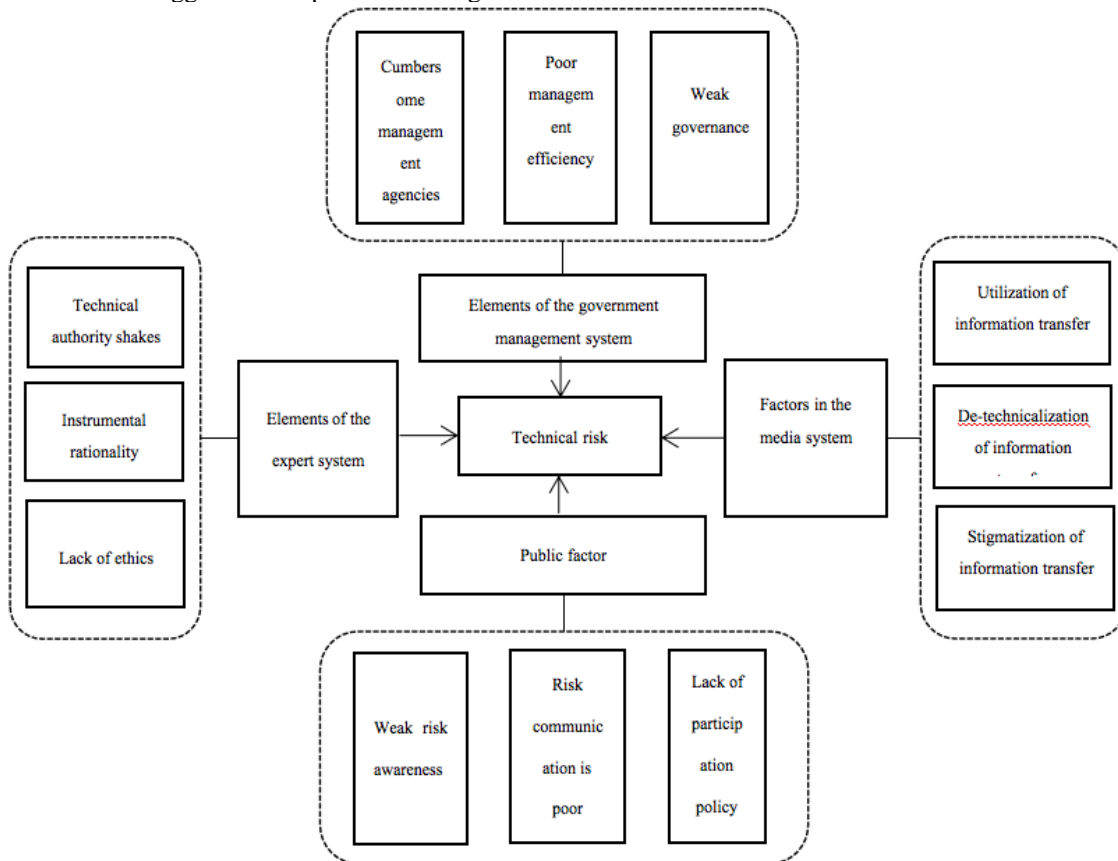 Cumbers
ome
managem
ent
agencies
Poor
managem
ent
efficiency
Weak
governance
Technical
authority shakes
Instrumental
rationality
Lack of ethics
Elements of the government
management system
Elements of the
expert system
Technical risk
Factors in the
media system
Public factor
Utilization of
information transfer
De-technicalization
of information
Stigmatization of
information transfer
Weak risk
awareness
Risk
communic
ation is
poor
Lack of
particip
ation
policy